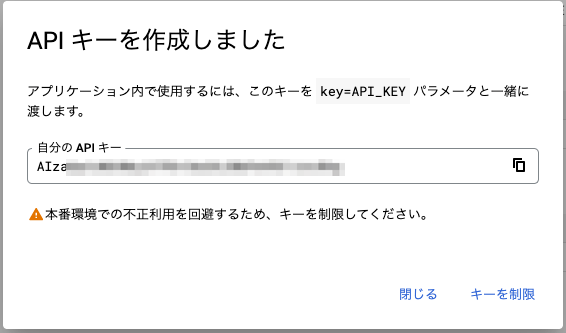 API キーを作成しました
アプリケーション内で使用するには、このキーを key=API_KEY パラメータと一緒に
渡します。
自分の API キー
AIza
本番環境での不正利用を回避するため、キーを制限してください。
閉じる キーを制限